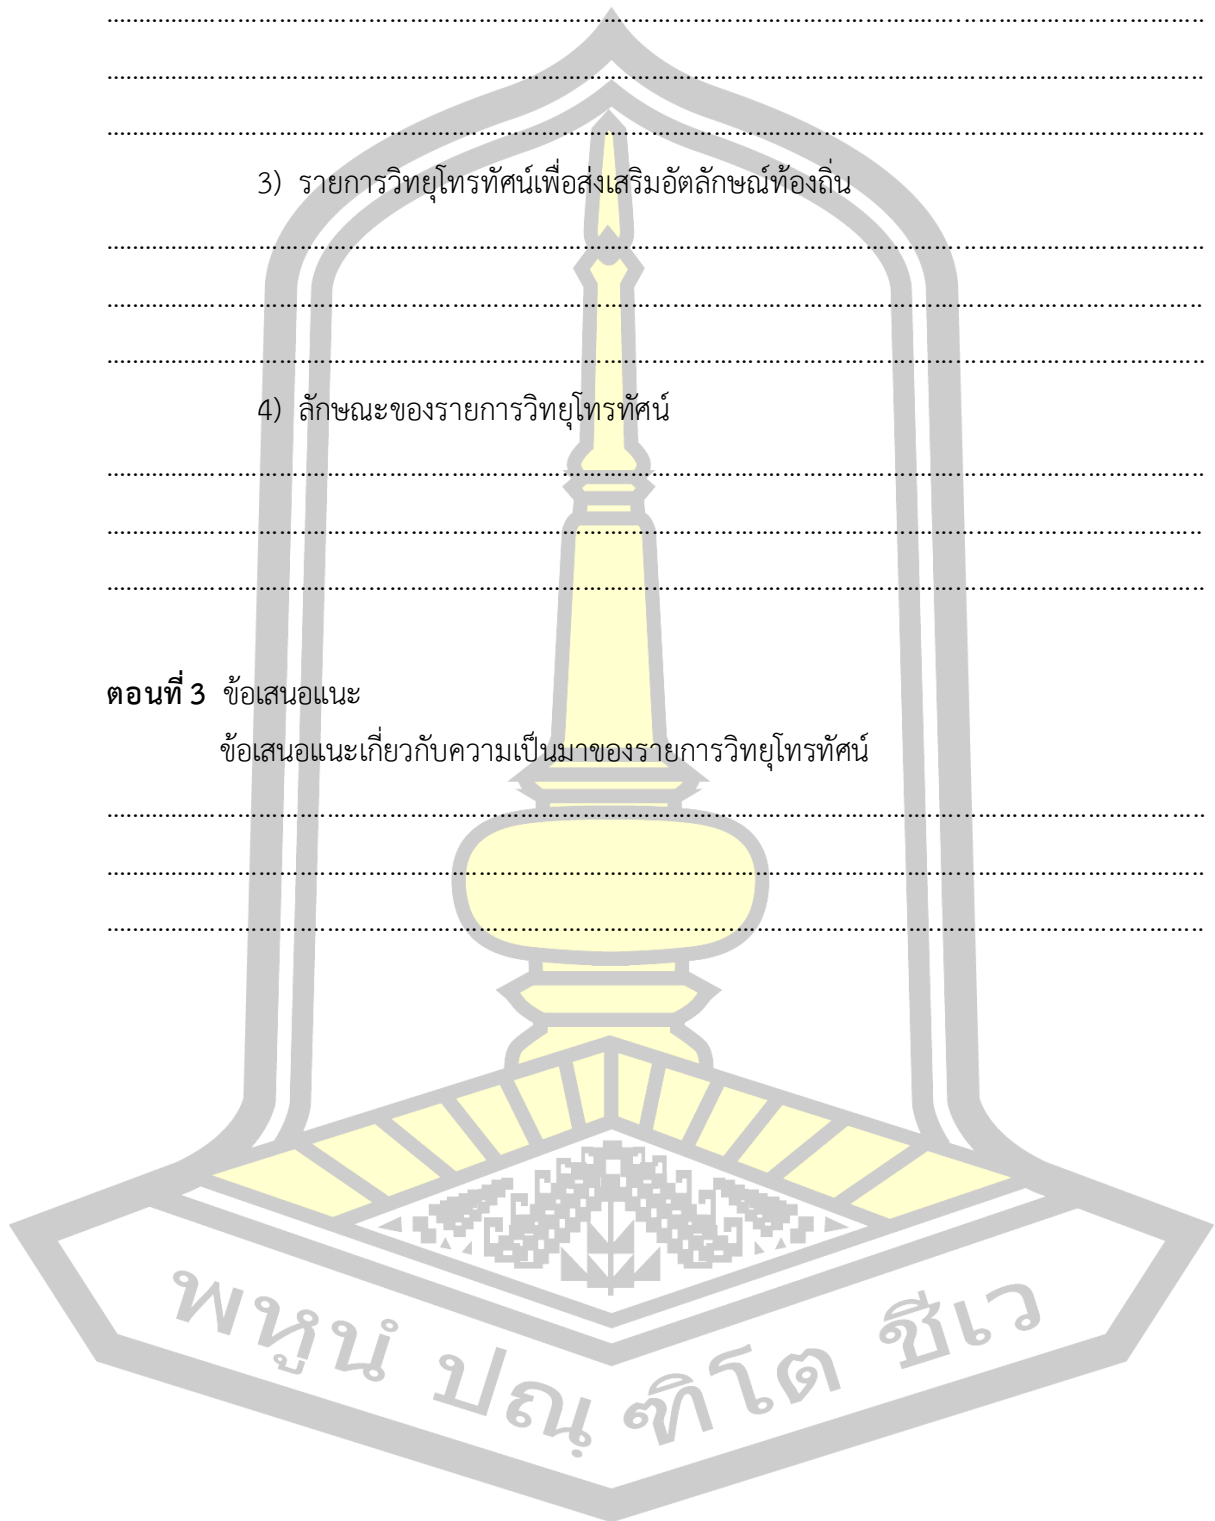 3) รายการวิทยุโทรทัศน์เพื่อส่งเสริมอัตลักษณ์ท้องถิ่น
4) ลักษณะของรายการวิทยุโทรทัศน์
ตอนที่ 3 ข้อเสนอแนะ
ข้อเสนอแนะเกี่ยวกับความเป็นมาของรายการวิทยุโทรทัศน์
พหูนํ ปณฺฑิโต ชีเว